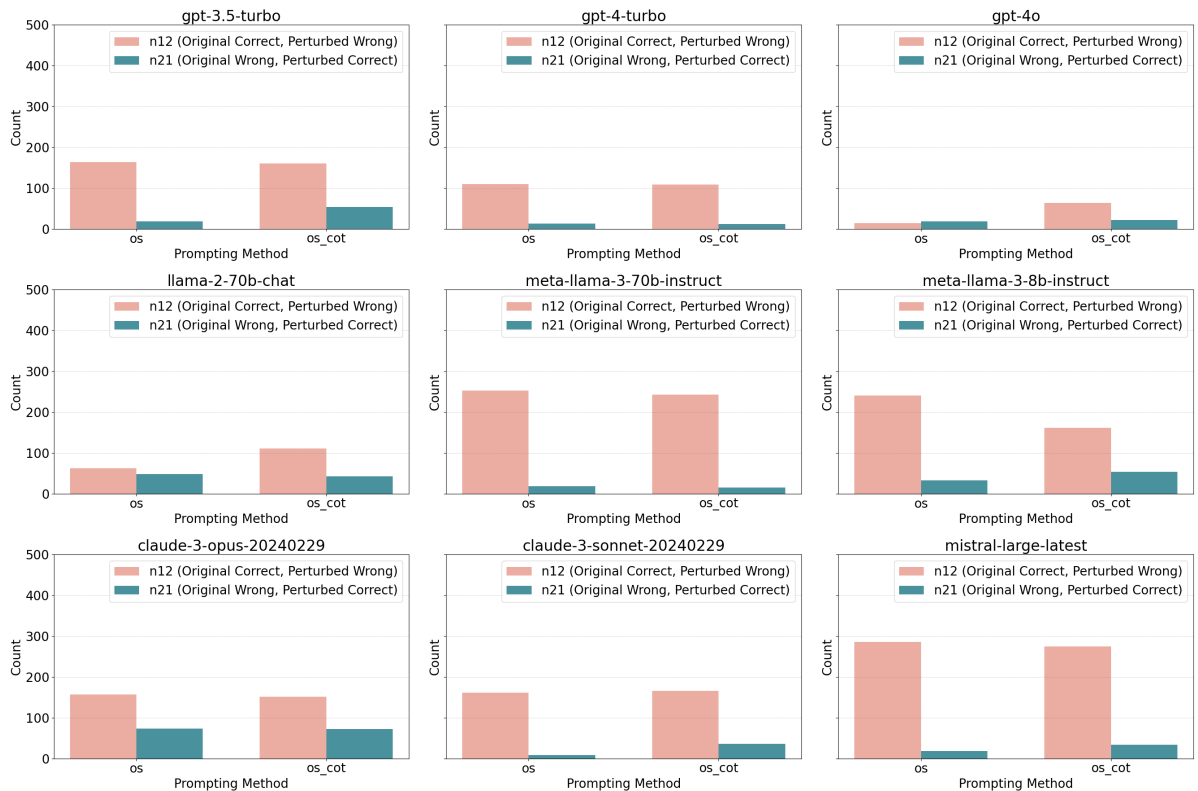 gpt-3.5-turbo
500
400
300
200
100
0
Count
n12 (Original Correct, Perturbed Wrong)
n21 (Original Wrong, Perturbed Correct)
os
os_cot
Prompting Method
gpt-4-turbo
Count
n12 (Original Correct, Perturbed Wrong)
n21 (Original Wrong, Perturbed Correct)
os
os_cot
Prompting Method
gpt-4o
Count
n12 (Original Correct, Perturbed Wrong)
n21 (Original Wrong, Perturbed Correct)
os
os_cot
Prompting Method
llama-2-70b-chat
500
400
300
200
100
0
Count
n12 (Original Correct, Perturbed Wrong)
n21 (Original Wrong, Perturbed Correct)
os
os_cot
Prompting Method
meta-llama-3-70b-instruct
Count
n12 (Original Correct, Perturbed Wrong)
n21 (Original Wrong, Perturbed Correct)
os
os_cot
Prompting Method
meta-llama-3-8b-instruct
Count
n12 (Original Correct, Perturbed Wrong)
n21 (Original Wrong, Perturbed Correct)
os
os_cot
Prompting Method
claude-3-opus-20240229
500
400
300
200
100
0
Count
n12 (Original Correct, Perturbed Wrong)
n21 (Original Wrong, Perturbed Correct)
os
os_cot
Prompting Method
claude-3-sonnet-20240229
Count
n12 (Original Correct, Perturbed Wrong)
n21 (Original Wrong, Perturbed Correct)
os
os_cot
Prompting Method
mistral-large-latest
Count
n12 (Original Correct, Perturbed Wrong)
n21 (Original Wrong, Perturbed Correct)
os
os_cot
Prompting Method